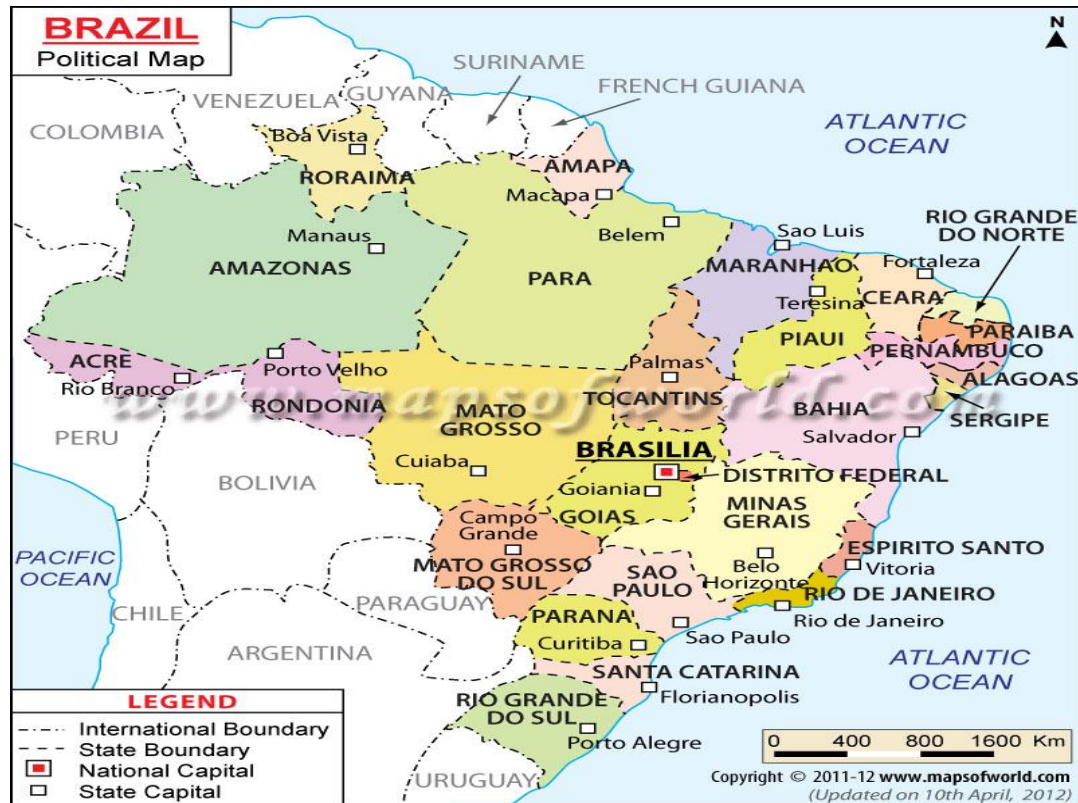 BRAZIL
Political Map
N
SURINAME
FRENCH GUIANA
VENEZUELA
GUYANA
COLOMBIA
ATLANTIC
OCEAN
Boa Vista
RORAIMA
AMAPA
Macapa
Belem
RIO GRANDE
DO NORTE
Sao Luis
Manaus
AMAZONAS
PARA
MARANHAO
Fortaleza
Teresina
CEARA
PIAUI
PARAIBA
PERNAMBUCO
ACRE
Rio Branco
Porto Velho
RONDONIA
Palmas
TOCANTINS
ALAGOAS
SERGIPE
www.mapsofworld.com
MATO
GROSSO
BAHIA
Salvador
PERU
BOLIVIA
Cuiaba
BRASILIA
DISTRITO FEDERAL
Goiania
GOIAS
MINAS
GERAIS
Campo
Grande
MATO GROSSO
DO SUL
Belo
Horizonte
ESPIRITO SANTO
Vitoria
PACIFIC
OCEAN
CHILE
PARAGUAY
SAO
PAULO
RIO DE JANEIRO
Rio de Janeiro
PARANA
Curitiba
Sao Paulo
ARGENTINA
SANTA CATARINA
Florianopolis
ATLANTIC
OCEAN
RIO GRANDE
DO SUL
Porto Alegre
URUGUAY
LEGEND
International Boundary
State Boundary
National Capital
State Capital
0 400 800 1600 Km
Copyright © 2011-12 www.mapsofworld.com
(Updated on 10th April, 2012)